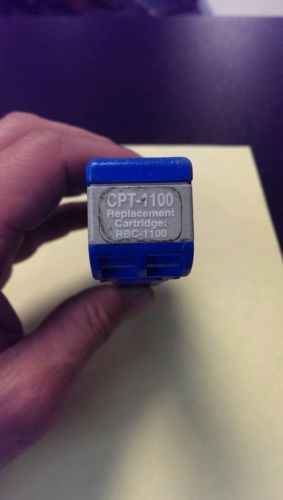 CPT-1100
Replacement
Cartridge:
RBC-1100